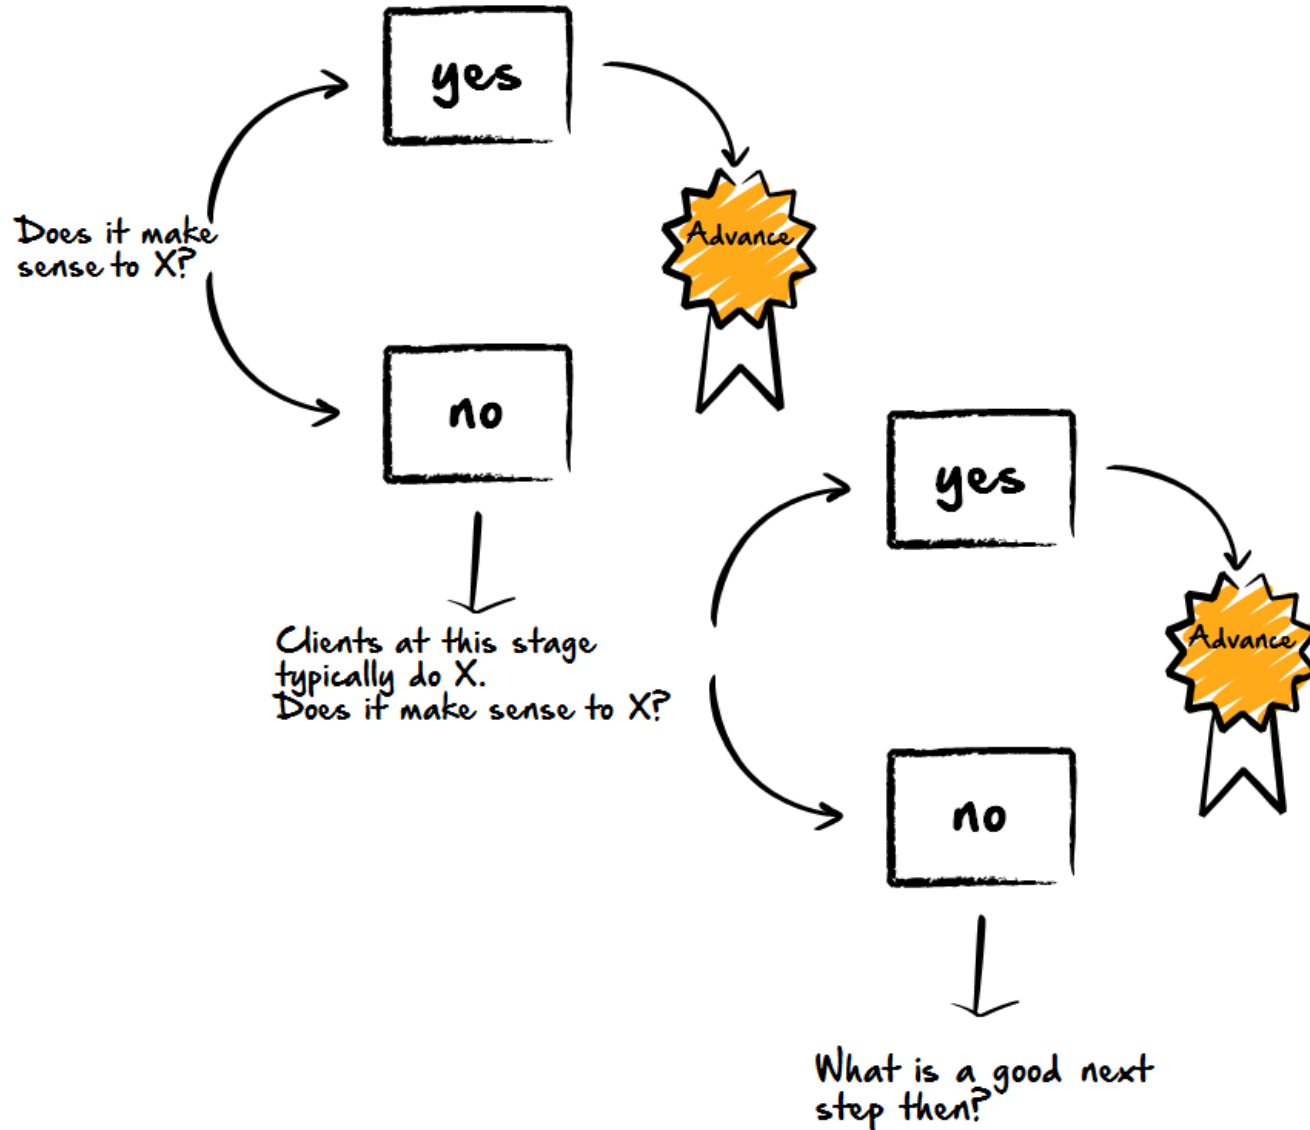 yes
Advance
Does it make
sense to X?
no
Clients at this stage
typically do X.
Does it make sense to X?
yes
Advance
no
What is a good next
step then?